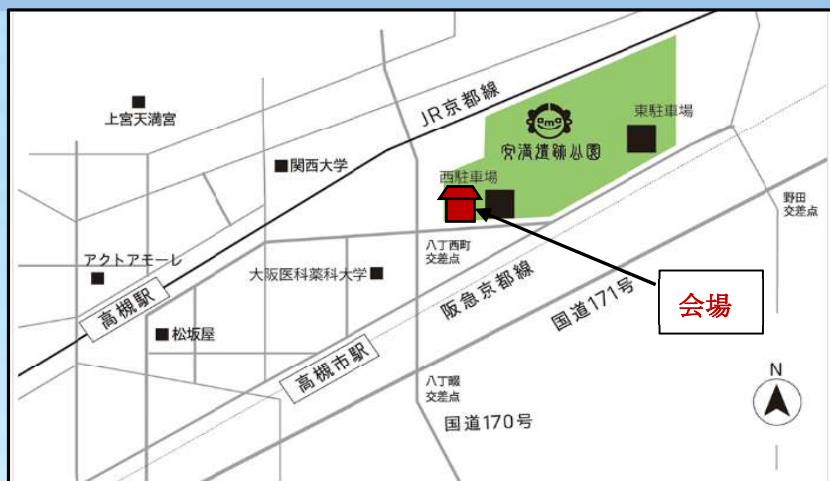 JR京都線
上宮天満宮
東駐車場
安満遺跡公園
関西大学
西駐車場
野田
交差点
八丁西町
交差点
アクトアモーレ
大阪医科薬科大学
阪急京都線
国道171号
会場
高槻駅
松坂屋
高槻市駅
八丁畷
交差点
国道170号
N